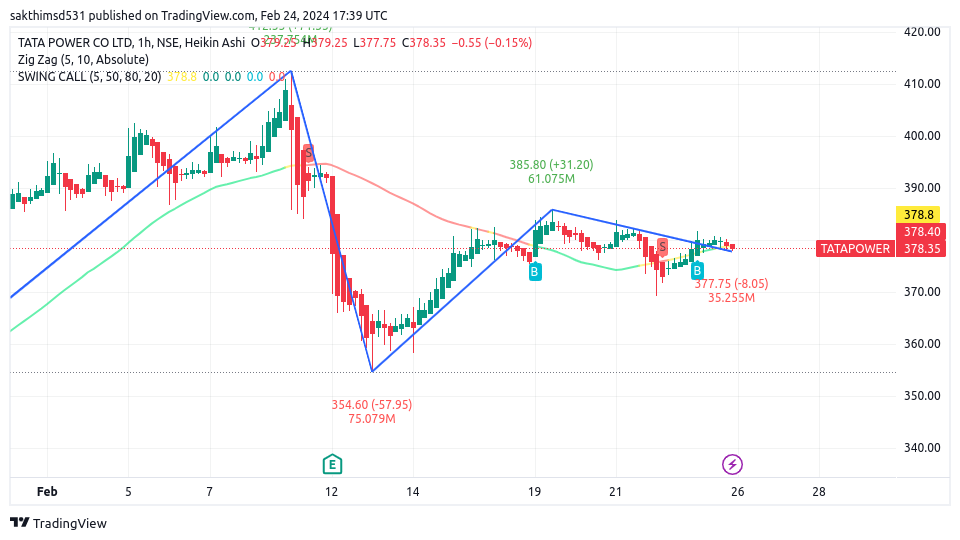 sakthimsd531 published on TradingView.com, Feb 24, 2024 17:39 UTC
TATA POWER CO LTD, 1h, NSE, Heikin Ashi O379.25 H379.25 L377.75 C378.35 −0.55 (−0.15%)
Zig Zag (5, 10, Absolute)
SWING CALL (5, 50, 80, 20) 378.8 0.0 0.0 0.0 0.0
420.00
410.00
400.00
390.00
378.8
378.40
TATAPOWER 378.35
370.00
360.00
350.00
340.00
S
385.80 (+31.20)
61.075M
B
S
B
377.75 (-8.05)
35.255M
354.60 (-57.95)
75.079M
E
Feb 5 7 12 14 19 21 26 28
TradingView